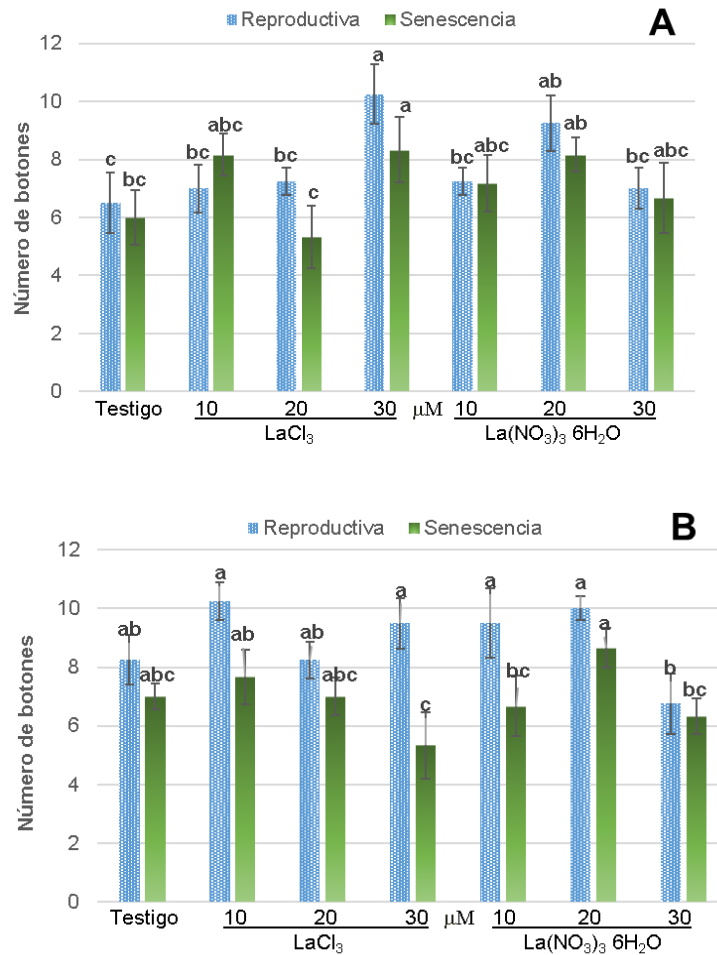 Reproductiva Senescencia
A
Número de botones
12
10
8
6
4
2
0
c bc bc abc bc c a a bc abc ab ab bc abc
Testigo 10 20 30 µM 10 20 30
LaCl₃ La(NO₃)₃ 6H₂O
Reproductiva Senescencia
B
Número de botones
12
10
8
6
4
2
0
ab abc a ab ab abc a c a bc a a b bc
Testigo 10 20 30 µM 10 20 30
LaCl₃ La(NO₃)₃ 6H₂O